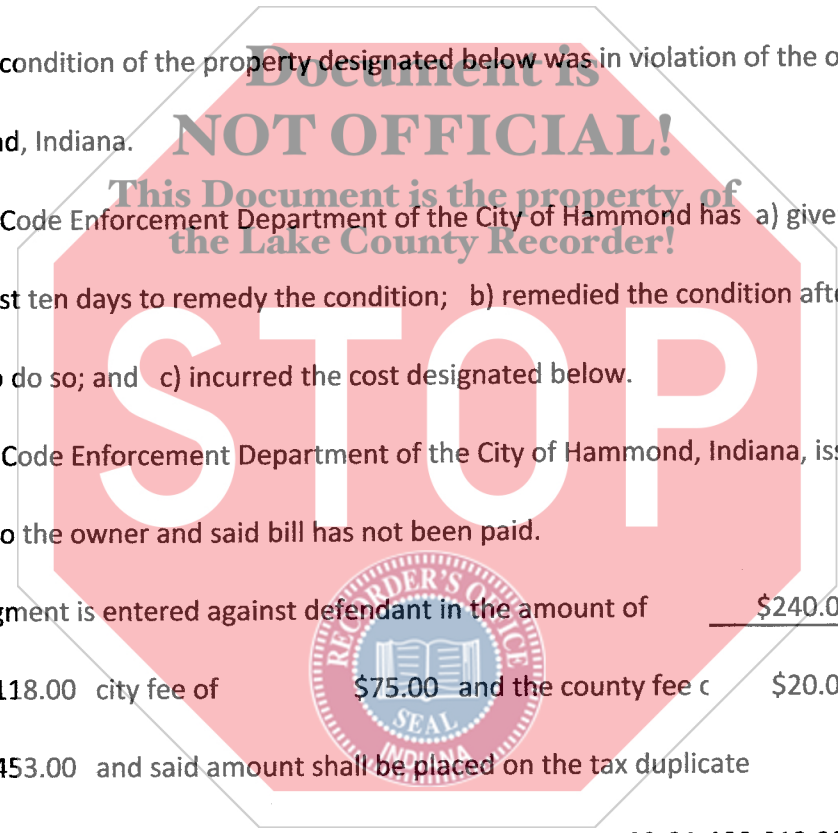 condition of the property designated below was in violation of the o
Document is
nd, Indiana.
NOT OFFICIAL!
This Document is the property of
Code Enforcement Department of the City of Hammond has a) give
the Lake County Recorder!
st ten days to remedy the condition; b) remedied the condition afte
STOP
o do so; and c) incurred the cost designated below.
Code Enforcement Department of the City of Hammond, Indiana, iss
o the owner and said bill has not been paid.
RECORDER'S OFFICE
gment is entered against defendant in the amount of $240.0
118.00 city fee of $75.00 and the county fee $20.0
SEAL
INDIANA
453.00 and said amount shall be placed on the tax duplicate